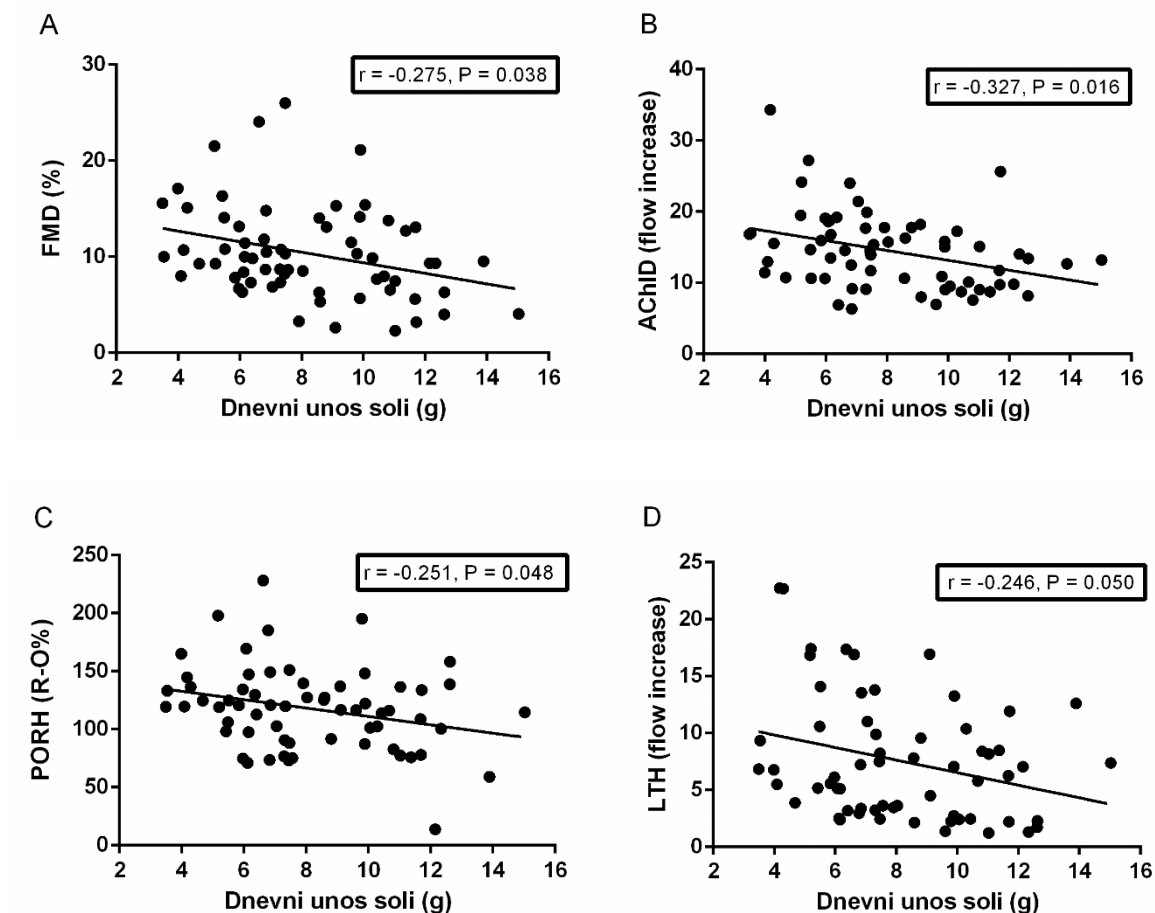 A
r = -0.275, P = 0.038
30
20
10
0
FMD (%)
2 4 6 8 10 12 14 16
Dnevni unos soli (g)
B
r = -0.327, P = 0.016
40
30
20
10
0
AChID (flow increase)
2 4 6 8 10 12 14 16
Dnevni unos soli (g)
C
r = -0.251, P = 0.048
250
200
150
100
50
0
PORH (R-O%)
2 4 6 8 10 12 14 16
Dnevni unos soli (g)
D
r = -0.246, P = 0.050
25
20
15
10
5
0
LTH (flow increase)
2 4 6 8 10 12 14 16
Dnevni unos soli (g)